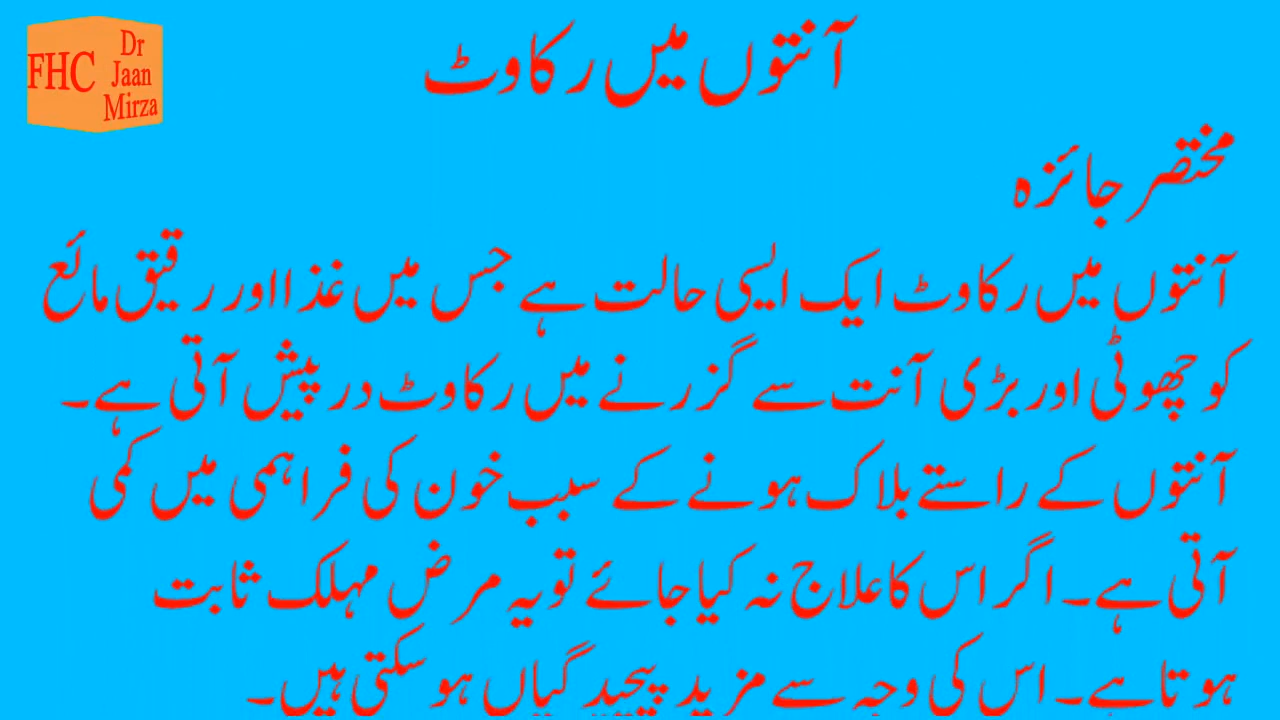 FHC
Dr
Jaan
Mirza
آنتوں میں رکاوٹ
مختصر جائزہ
آنتوں میں رکاوٹ ایک ایسی حالت ہے جس میں غذا اور رقیق مائع
کو چھوٹی اور بڑی آنت سے گزرنے میں رکاوٹ درپیش آتی ہے۔
آنتوں کے راستے بلاک ہونے کے سبب خون کی فراہمی میں کمی
آتی ہے۔ اگر اس کا علاج نہ کیا جائے تو یہ مرض مہلک ثابت
ہوتا ہے۔ اس کی وجہ سے مزید پیچیدگیاں ہو سکتی ہیں۔